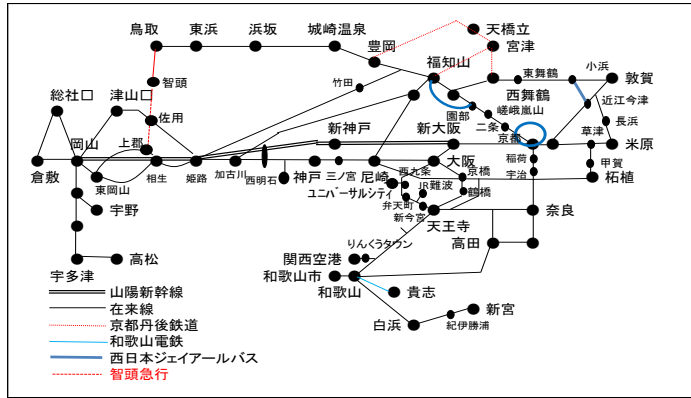 鳥取
東浜
浜坂
城崎温泉
豊岡
天橋立
宮津
福知山
智頭
竹田
東舞鶴
小浜
敦賀
総社口
津山口
佐用
西舞鶴
近江今津
園部
嵯峨嵐山
長浜
上郡
新神戸
新大阪
二条
京都
草津
米原
岡山
倉敷
東岡山
相生
姫路
加古川
西明石
神戸
三ノ宮
尼崎
大阪
京橋
稲荷
宇治
甲賀
柘植
ユニバーサルシティ
西九条
JR難波
鶴橋
弁天町
新今宮
天王寺
奈良
宇野
高田
りんくうタウン
関西空港
高松
宇多津
和歌山市
和歌山
貴志
白浜
紀伊勝浦
新宮
山陽新幹線
在来線
京都丹後鉄道
和歌山電鉄
西日本ジェイアールバス
智頭急行